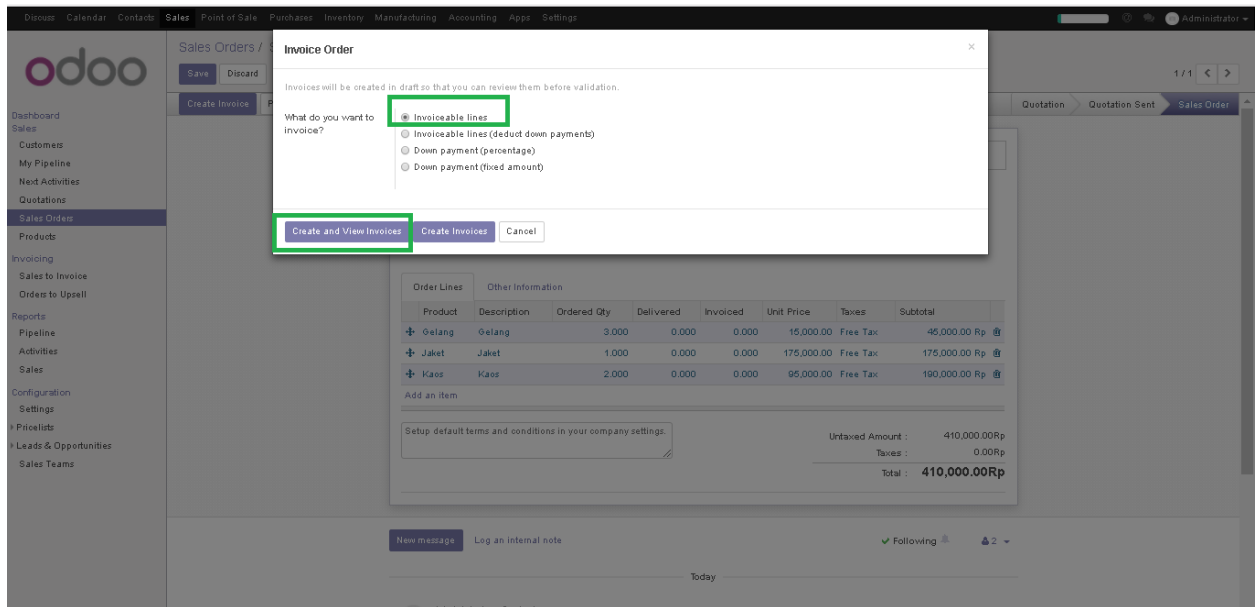 Discuss Calendar Contacts Sales Point of Sale Purchases Inventory Manufacturing Accounting Apps Settings Administrator
odoo
Sales Orders /
Save Discard
1 / 1
Create Invoice
Quotation Quotation Sent Sales Order
Dashboard
Sales
Customers
My Pipeline
Next Activities
Quotations
Sales Orders
Products
Invoicing
Sales to Invoice
Orders to Upsell
Reports
Pipeline
Activities
Sales
Configuration
Settings
Pricelists
Leads & Opportunities
Sales Teams
Invoice Order
×
Invoices will be created in draft so that you can review them before validation.
What do you want to
invoice?
Invoiceable lines
Invoiceable lines (deduct down payments)
Down payment (percentage)
Down payment (fixed amount)
Create and View Invoices Create Invoices Cancel
Order Lines Other Information
Product Description Ordered Qty Delivered Invoiced Unit Price Taxes Subtotal
Gelang Gelang 3.000 0.000 0.000 15,000.00 Free Tax 45,000.00 Rp
Jaket Jaket 1.000 0.000 0.000 175,000.00 Free Tax 175,000.00 Rp
Kaos Kaos 2.000 0.000 0.000 95,000.00 Free Tax 190,000.00 Rp
Add an item
Setup default terms and conditions in your company settings.
Untaxed Amount : 410,000.00Rp
Taxes : 0.00Rp
Total : 410,000.00Rp
New message Log an internal note
Following 2
Today